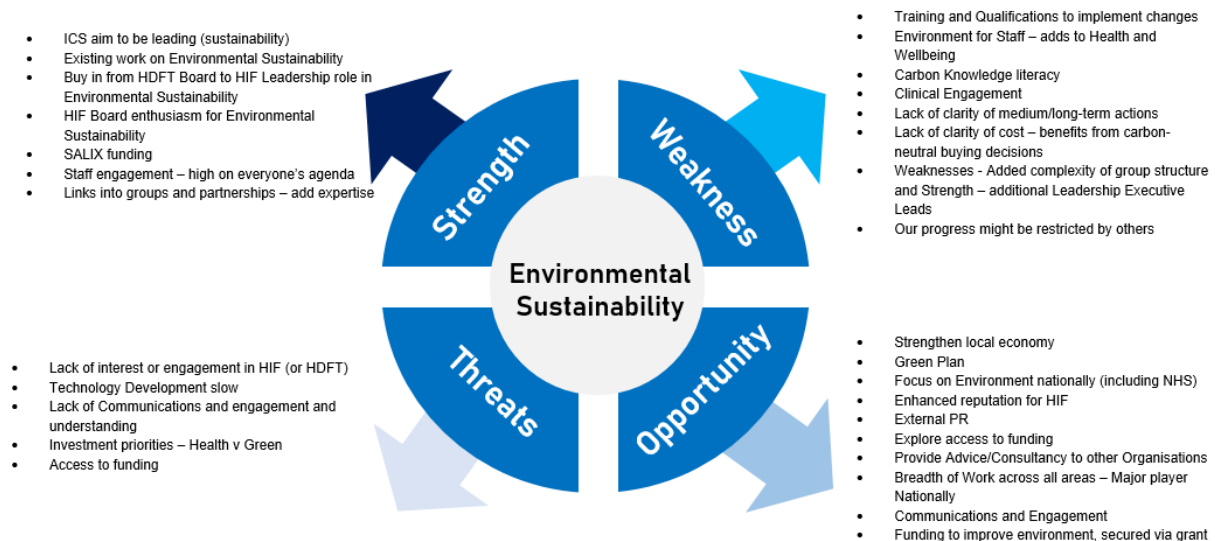 • ICS aim to be leading (sustainability)
• Existing work on Environmental Sustainability
• Buy in from HDFT Board to HIF Leadership role in
Environmental Sustainability
• HIF Board enthusiasm for Environmental
Sustainability
• SALIX funding
• Staff engagement – high on everyone's agenda
• Links into groups and partnerships – add expertise
• Training and Qualifications to implement changes
• Environment for Staff – adds to Health and
Wellbeing
• Carbon Knowledge literacy
• Clinical Engagement
• Lack of clarity of medium/long-term actions
• Lack of clarity of cost – benefits from carbon-
neutral buying decisions
• Weaknesses - Added complexity of group structure
and Strength – additional Leadership Executive
Leads
• Our progress might be restricted by others
Strength
Weakness
Environmental
Sustainability
Threats
Opportunity
• Lack of interest or engagement in HIF (or HDFT)
• Technology Development slow
• Lack of Communications and engagement and
understanding
• Investment priorities – Health v Green
• Access to funding
• Strengthen local economy
• Green Plan
• Focus on Environment nationally (including NHS)
• Enhanced reputation for HIF
• External PR
• Explore access to funding
• Provide Advice/Consultancy to other Organisations
• Breadth of Work across all areas – Major player
Nationally
• Communications and Engagement
• Funding to improve environment, secured via grant